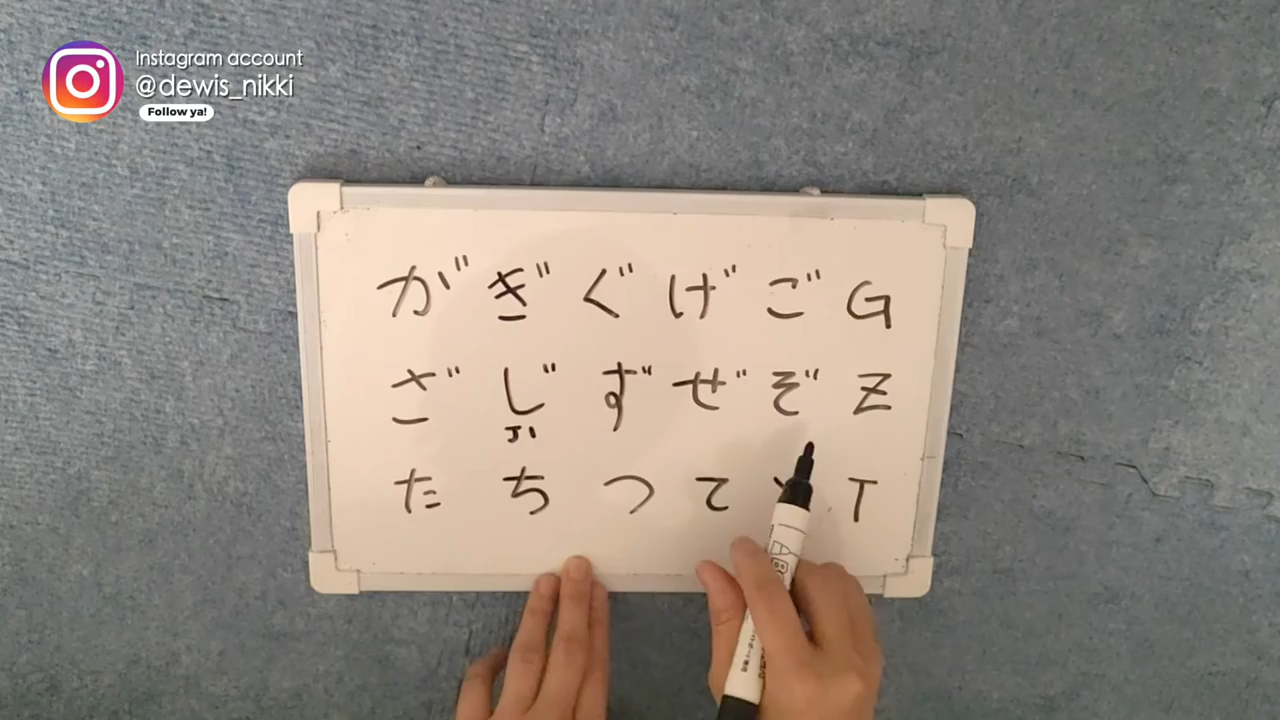 Instagram account
@dewis_nikki
Follow ya!
が ぎ ぐ げ ご G
ざ じ ず ぜ ぞ Z
JI
た ち つ て T